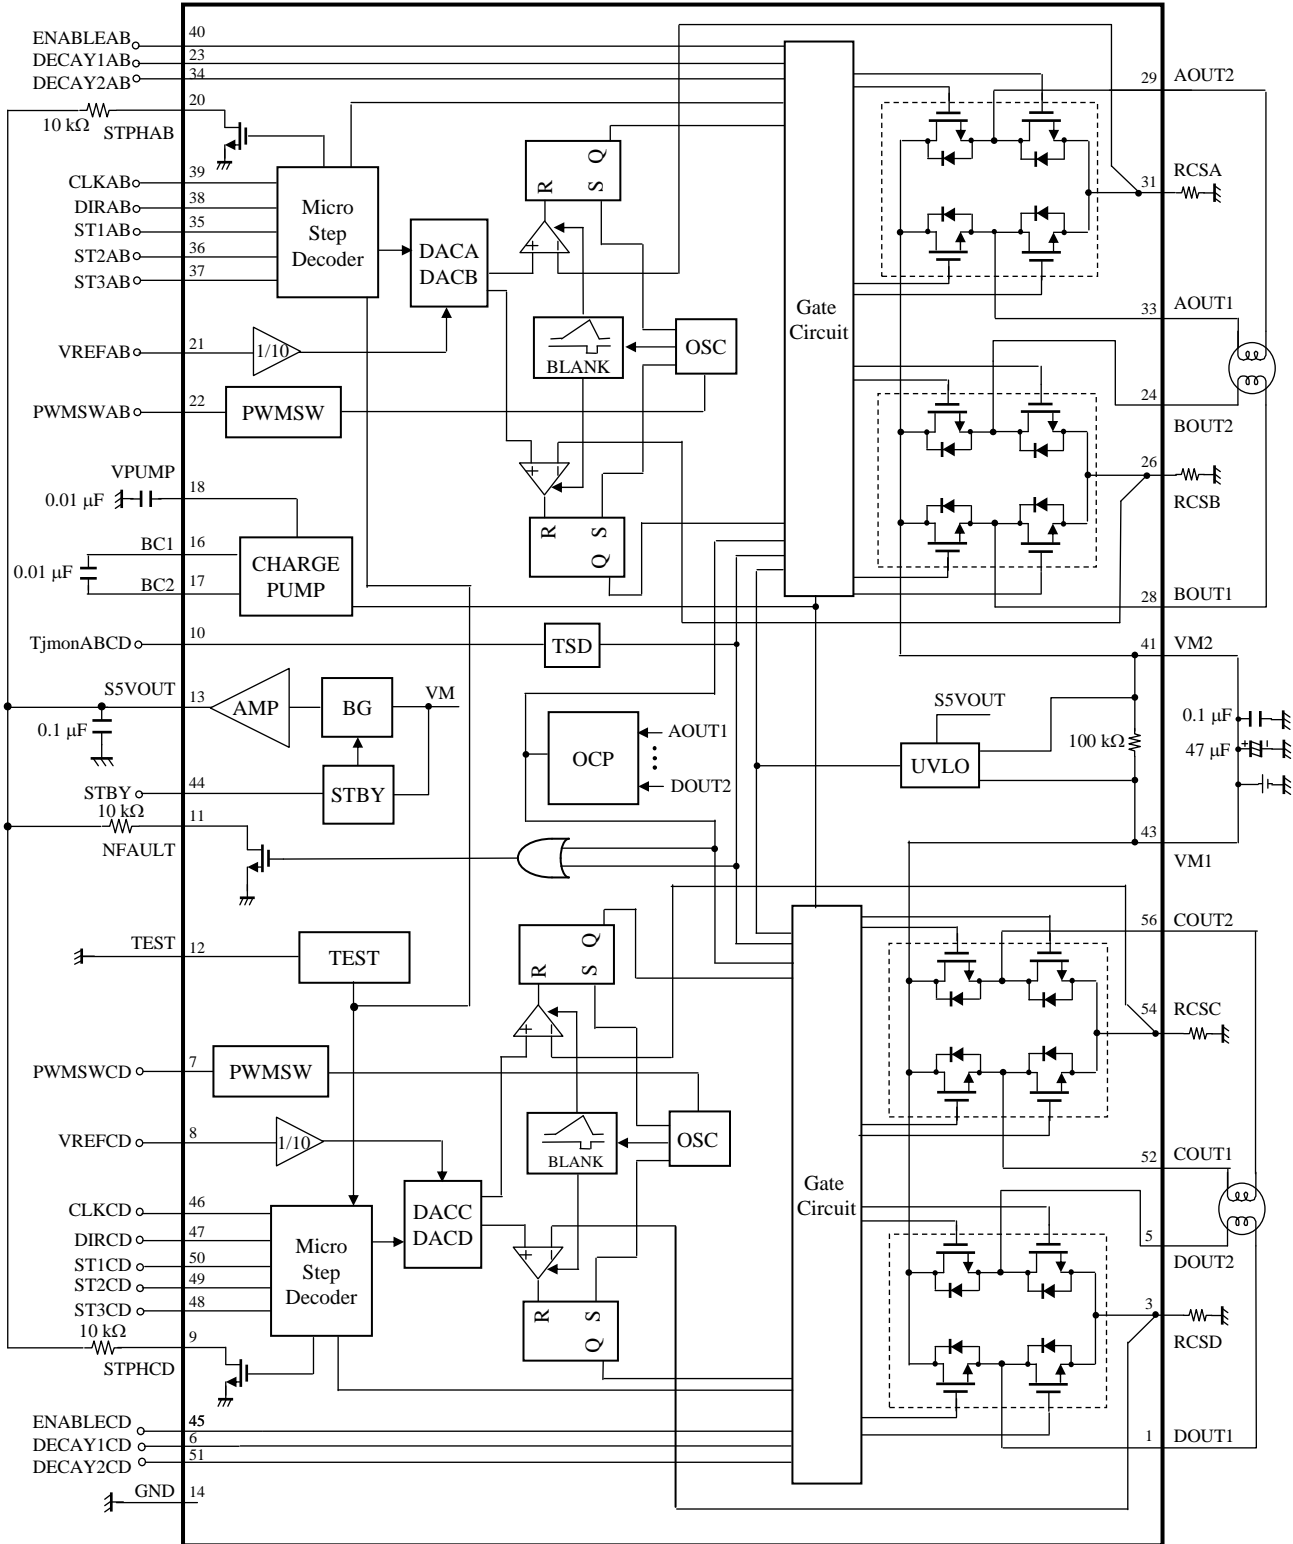 ENABLEAB 40
DECAY1AB 23
DECAY2AB 34
20
10 kΩ STPHAB
CLKAB 39
DIRAB 38
ST1AB 35
ST2AB 36
ST3AB 37
Micro
Step
Decoder
DACA
DACB
R S Q
+ −
VREFAB 21
1/10
BLANK
OSC
PWMSWAB 22
PWMSW
+ −
R S
Q
Gate
Circuit
29 AOUT2
RCSA
31
AOUT1
33
24
BOUT2
26
RCSB
28 BOUT1
VPUMP
18
0.01 µF
BC1 16
0.01 µF
BC2 17
CHARGE
PUMP
TjmonABCD 10
TSD
41 VM2
S5VOUT
13
0.1 µF
AMP
BG
VM
STBY 44
STBY
OCP
AOUT1
DOUT2
S5VOUT
UVLO
100 kΩ
0.1 µF
47 µF
+
43
VM1
10 kΩ
11
NFAULT
TEST 12
TEST
R S Q
+ −
PWMSWCD 7
PWMSW
VREFCD 8
1/10
BLANK
OSC
CLKCD 46
DIRCD 47
ST1CD 50
ST2CD 49
ST3CD 48
Micro
Step
Decoder
DACC
DACD
+ −
R S
Q
Gate
Circuit
56 COUT2
54 RCSC
52 COUT1
5
DOUT2
3
RCSD
1 DOUT1
10 kΩ
9
STPHCD
ENABLECD 45
DECAY1CD 6
DECAY2CD 51
GND 14